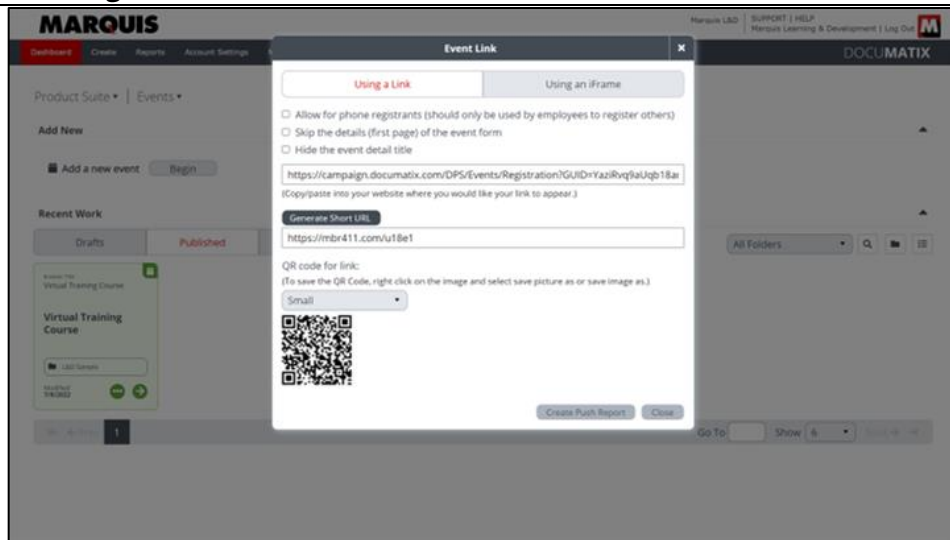 MARQUIS
Marquis L&D
SUPPORT | HELP
Marquis Learning & Development | Log Out
M
Dashboard Create Reports Account Settings
DOCUMATIX
Product Suite | Events
Add New
Add a new event Begin
Recent Work
Drafts Published
All Folders
Virtual Training Course
Virtual Training
Course
L&D Sample
Modified
7/8/2022
1
Go To Show 6
Event Link
Using a Link Using an iFrame
Allow for phone registrants (should only be used by employees to register others)
Skip the details (first page) of the event form
Hide the event detail title
https://campaign.documatix.com/DPS/Events/Registration?GUID=YaziRvq9aUqb18a
(Copy/paste into your website where you would like your link to appear.)
Generate Short URL
https://mbr411.com/u18e1
QR code for link:
(To save the QR Code, right click on the image and select save picture as or save image as.)
Small
Create Push Report Close